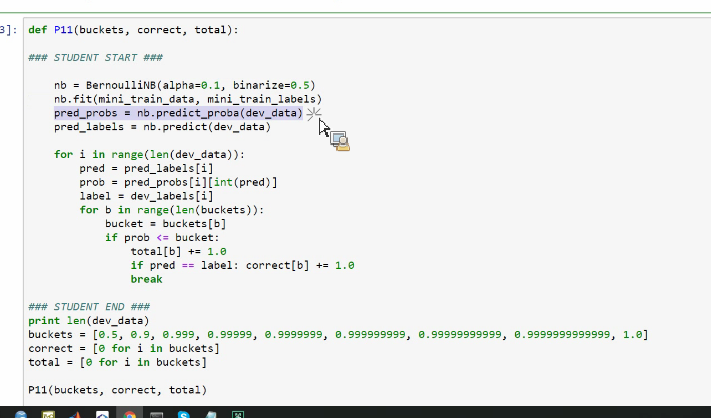 3]: def P11(buckets, correct, total):
### STUDENT START ###
nb = BernoulliNB(alpha=0.1, binarize=0.5)
nb.fit(mini_train_data, mini_train_labels)
pred_probs = nb.predict_proba(dev_data)
pred_labels = nb.predict(dev_data)
for i in range(len(dev_data)):
pred = pred_labels[i]
prob = pred_probs[i][int(pred)]
label = dev_labels[i]
for b in range(len(buckets)):
bucket = buckets[b]
if prob <= bucket:
total[b] += 1.0
if pred == label: correct[b] += 1.0
break
### STUDENT END ###
print len(dev_data)
buckets = [0.5, 0.9, 0.999, 0.99999, 0.9999999, 0.999999999, 0.99999999999, 0.9999999999999, 1.0]
correct = [0 for i in buckets]
total = [0 for i in buckets]
P11(buckets, correct, total)